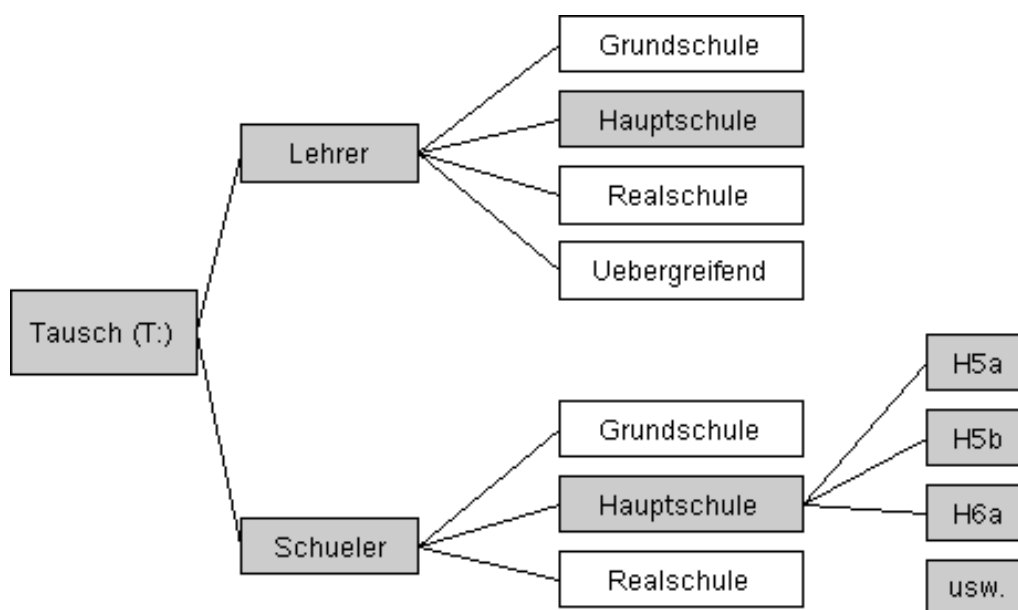 Grundschule
Hauptschule
Lehrer
Realschule
Uebergreifend
Tausch (T:)
H5a
Grundschule
H5b
Hauptschule
H6a
Schueler
Realschule
usw.